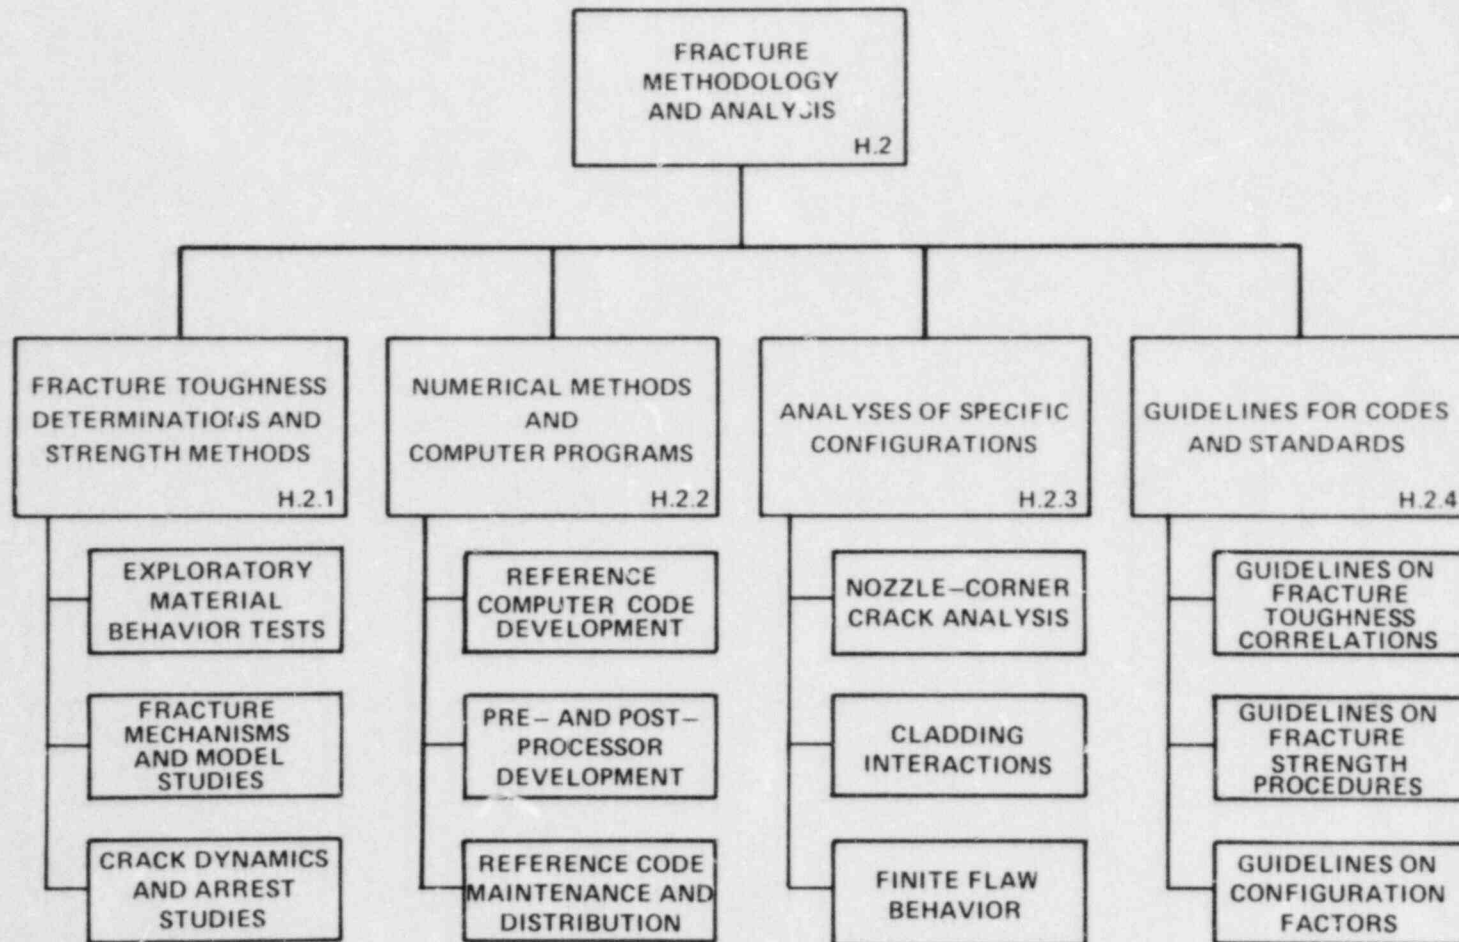 FRACTURE
METHODOLOGY
AND ANALYSIS
H.2
FRACTURE TOUGHNESS
DETERMINATIONS AND
STRENGTH METHODS
H.2.1
NUMERICAL METHODS
AND
COMPUTER PROGRAMS
H.2.2
ANALYSES OF SPECIFIC
CONFIGURATIONS
H.2.3
GUIDELINES FOR CODES
AND STANDARDS
H.2.4
EXPLORATORY
MATERIAL
BEHAVIOR TESTS
FRACTURE
MECHANISMS
AND MODEL
STUDIES
CRACK DYNAMICS
AND ARREST
STUDIES
REFERENCE
COMPUTER CODE
DEVELOPMENT
PRE– AND POST–
PROCESSOR
DEVELOPMENT
REFERENCE CODE
MAINTENANCE AND
DISTRIBUTION
NOZZLE–CORNER
CRACK ANALYSIS
CLADDING
INTERACTIONS
FINITE FLAW
BEHAVIOR
GUIDELINES ON
FRACTURE
TOUGHNESS
CORRELATIONS
GUIDELINES ON
FRACTURE
STRENGTH
PROCEDURES
GUIDELINES ON
CONFIGURATION
FACTORS